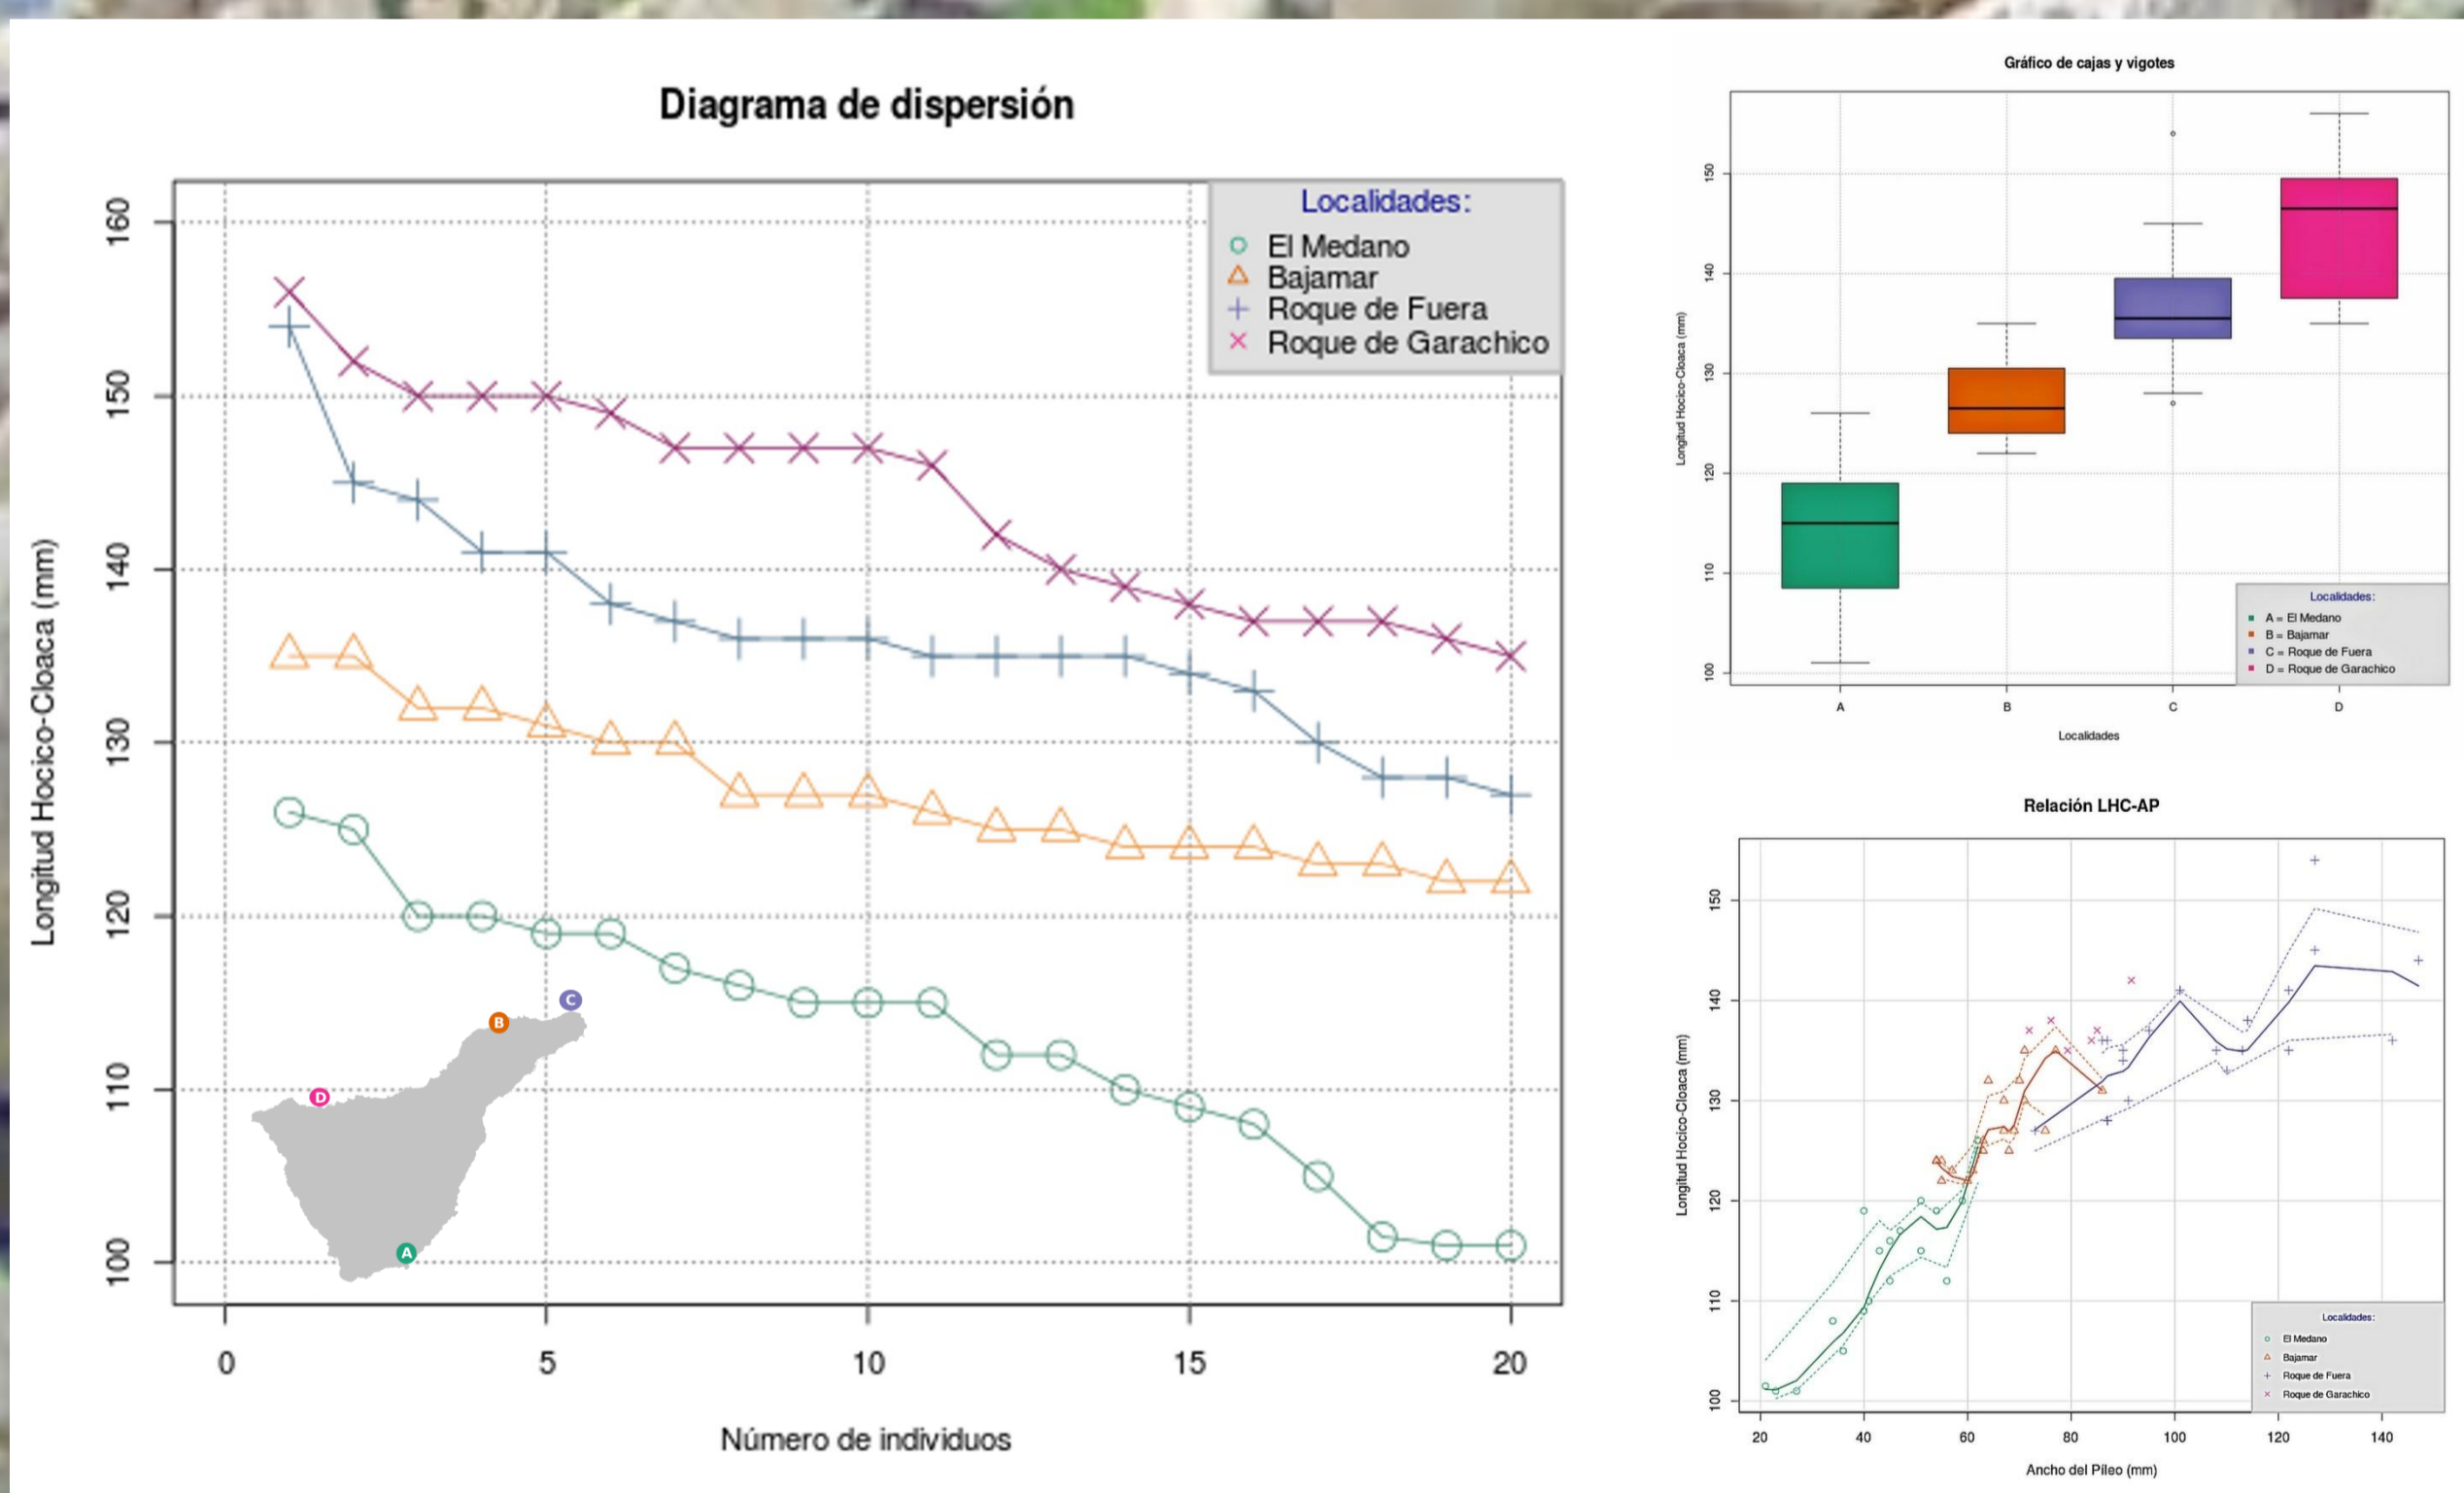 Diagrama de dispersión
Longitud Hocico-Cloaca (mm)
160
150
140
130
120
110
100
0 5 10 15 20
Número de individuos
Localidades:
El Medano
Bajamar
Roque de Fuera
Roque de Garachico
C
B
D
A
Gráfico de cajas y vigotes
Longitud Hocico-Cloaca (mm)
150
140
130
120
110
100
A B C D
Localidades
Localidades:
A = El Medano
B = Bajamar
C = Roque de Fuera
D = Roque de Garachico
Relación LHC-AP
Longitud Hocico-Cloaca (mm)
150
140
130
120
110
100
20 40 60 80 100 120 140
Ancho del Píleo (mm)
Localidades:
El Medano
Bajamar
Roque de Fuera
Roque de Garachico